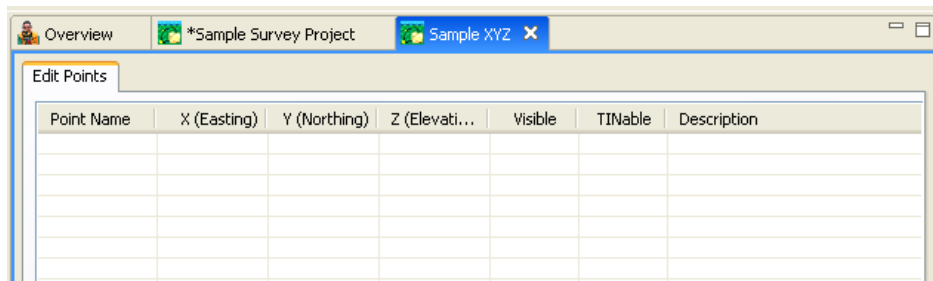 Overview *Sample Survey Project Sample XYZ
Edit Points
Point Name X (Easting) Y (Northing) Z (Elevati... Visible TINable Description